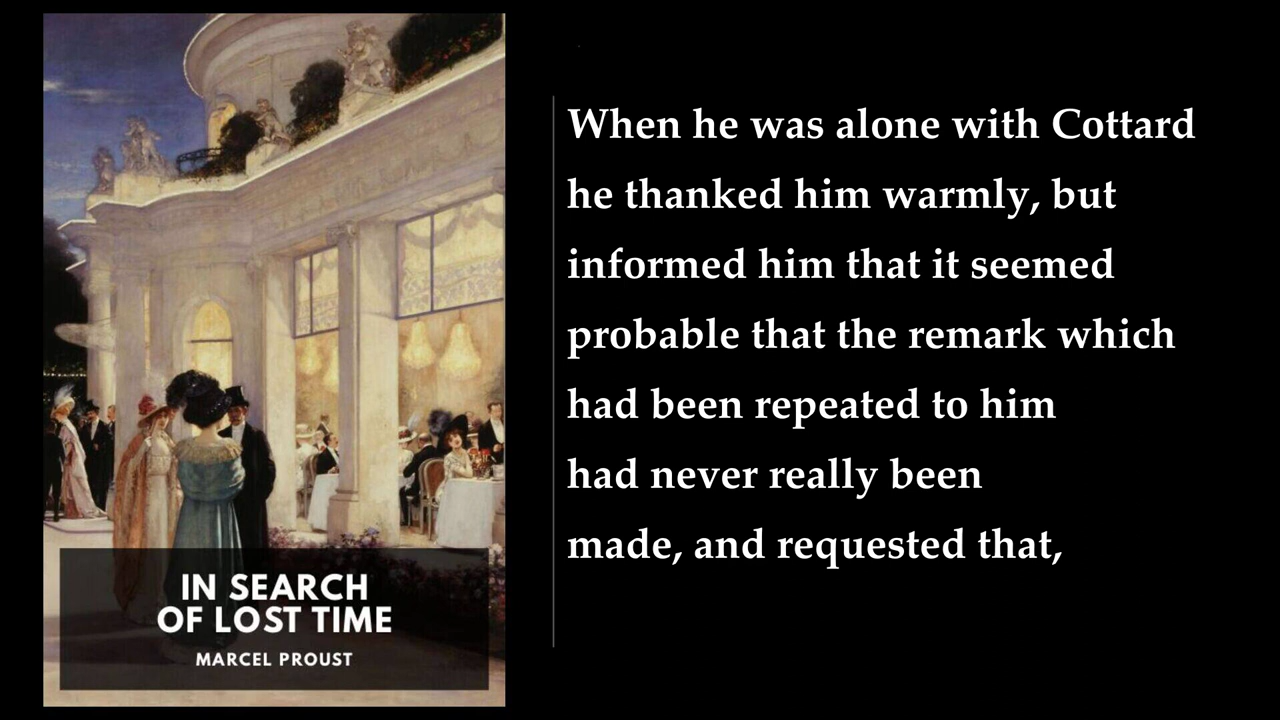 When he was alone with Cottard
he thanked him warmly, but
informed him that it seemed
probable that the remark which
had been repeated to him
had never really been
made, and requested that,
IN SEARCH
OF LOST TIME
MARCEL PROUST